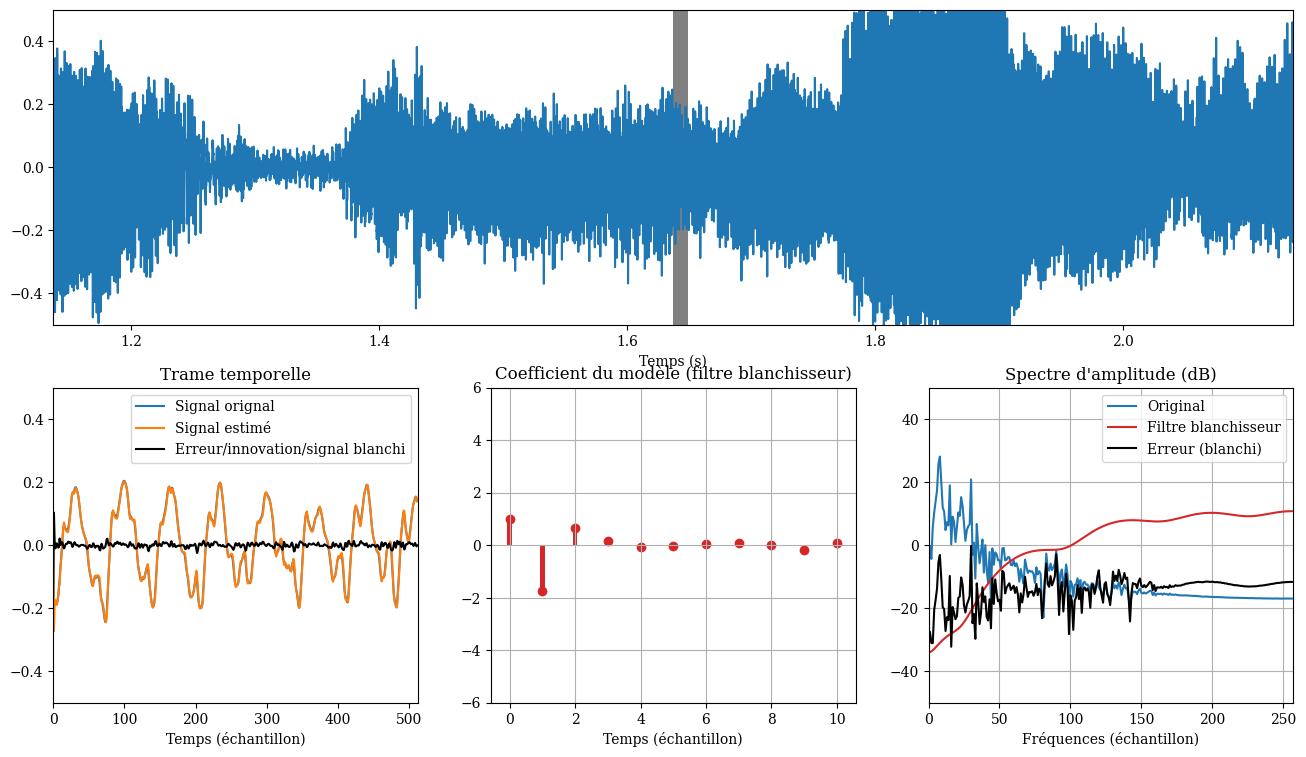 0.4
0.2
0.0
−0.2
−0.4
1.2 1.4 1.6 1.8 2.0
Temps (s)
Trame temporelle
0.4
0.2
0.0
−0.2
−0.4
Signal orignal
Signal estimé
Erreur/innovation/signal blanchi
0 100 200 300 400 500
Temps (échantillon)
Coefficient du modèle (filtre blanchisseur)
6
4
2
0
−2
−4
−6
0 2 4 6 8 10
Temps (échantillon)
Spectre d'amplitude (dB)
40
20
0
−20
−40
Original
Filtre blanchisseur
Erreur (blanchi)
0 50 100 150 200 250
Fréquences (échantillon)